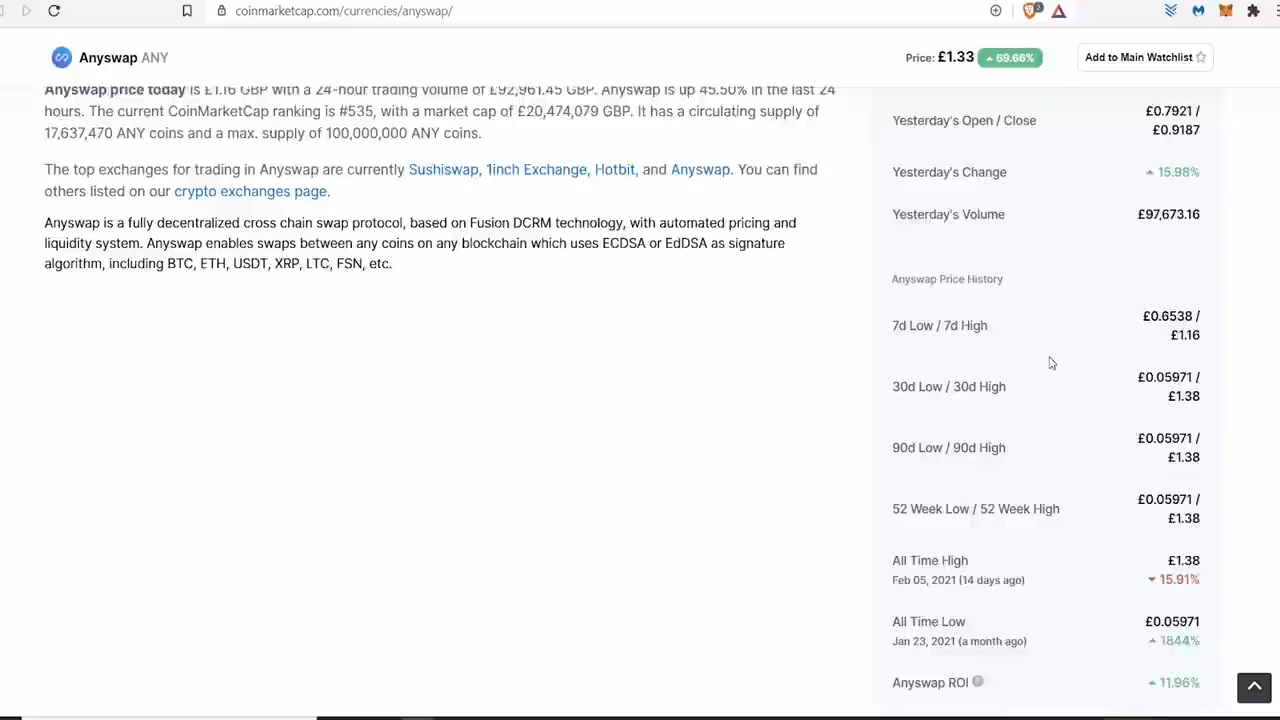 coinmarketcap.com/currencies/anyswap/
Anyswap ANY
Price: £1.33 69.66%
Add to Main Watchlist
Anyswap price today is £1.16 GBP with a 24-hour trading volume of £92,961.45 GBP. Anyswap is up 45.50% in the last 24
hours. The current CoinMarketCap ranking is #535, with a market cap of £20,474,079 GBP. It has a circulating supply of
17,637,470 ANY coins and a max. supply of 100,000,000 ANY coins.
The top exchanges for trading in Anyswap are currently Sushiswap, 1inch Exchange, Hotbit, and Anyswap. You can find
others listed on our crypto exchanges page.
Anyswap is a fully decentralized cross chain swap protocol, based on Fusion DCRM technology, with automated pricing and
liquidity system. Anyswap enables swaps between any coins on any blockchain which uses ECDSA or EdDSA as signature
algorithm, including BTC, ETH, USDT, XRP, LTC, FSN, etc.
Yesterday's Open / Close
£0.7921 /
£0.9187
Yesterday's Change
15.98%
Yesterday's Volume
£97,673.16
Anyswap Price History
7d Low / 7d High
£0.6538 /
£1.16
30d Low / 30d High
£0.05971 /
£1.38
90d Low / 90d High
£0.05971 /
£1.38
52 Week Low / 52 Week High
£0.05971 /
£1.38
All Time High
£1.38
Feb 05, 2021 (14 days ago)
15.91%
All Time Low
£0.05971
Jan 23, 2021 (a month ago)
1844%
Anyswap ROI
11.96%